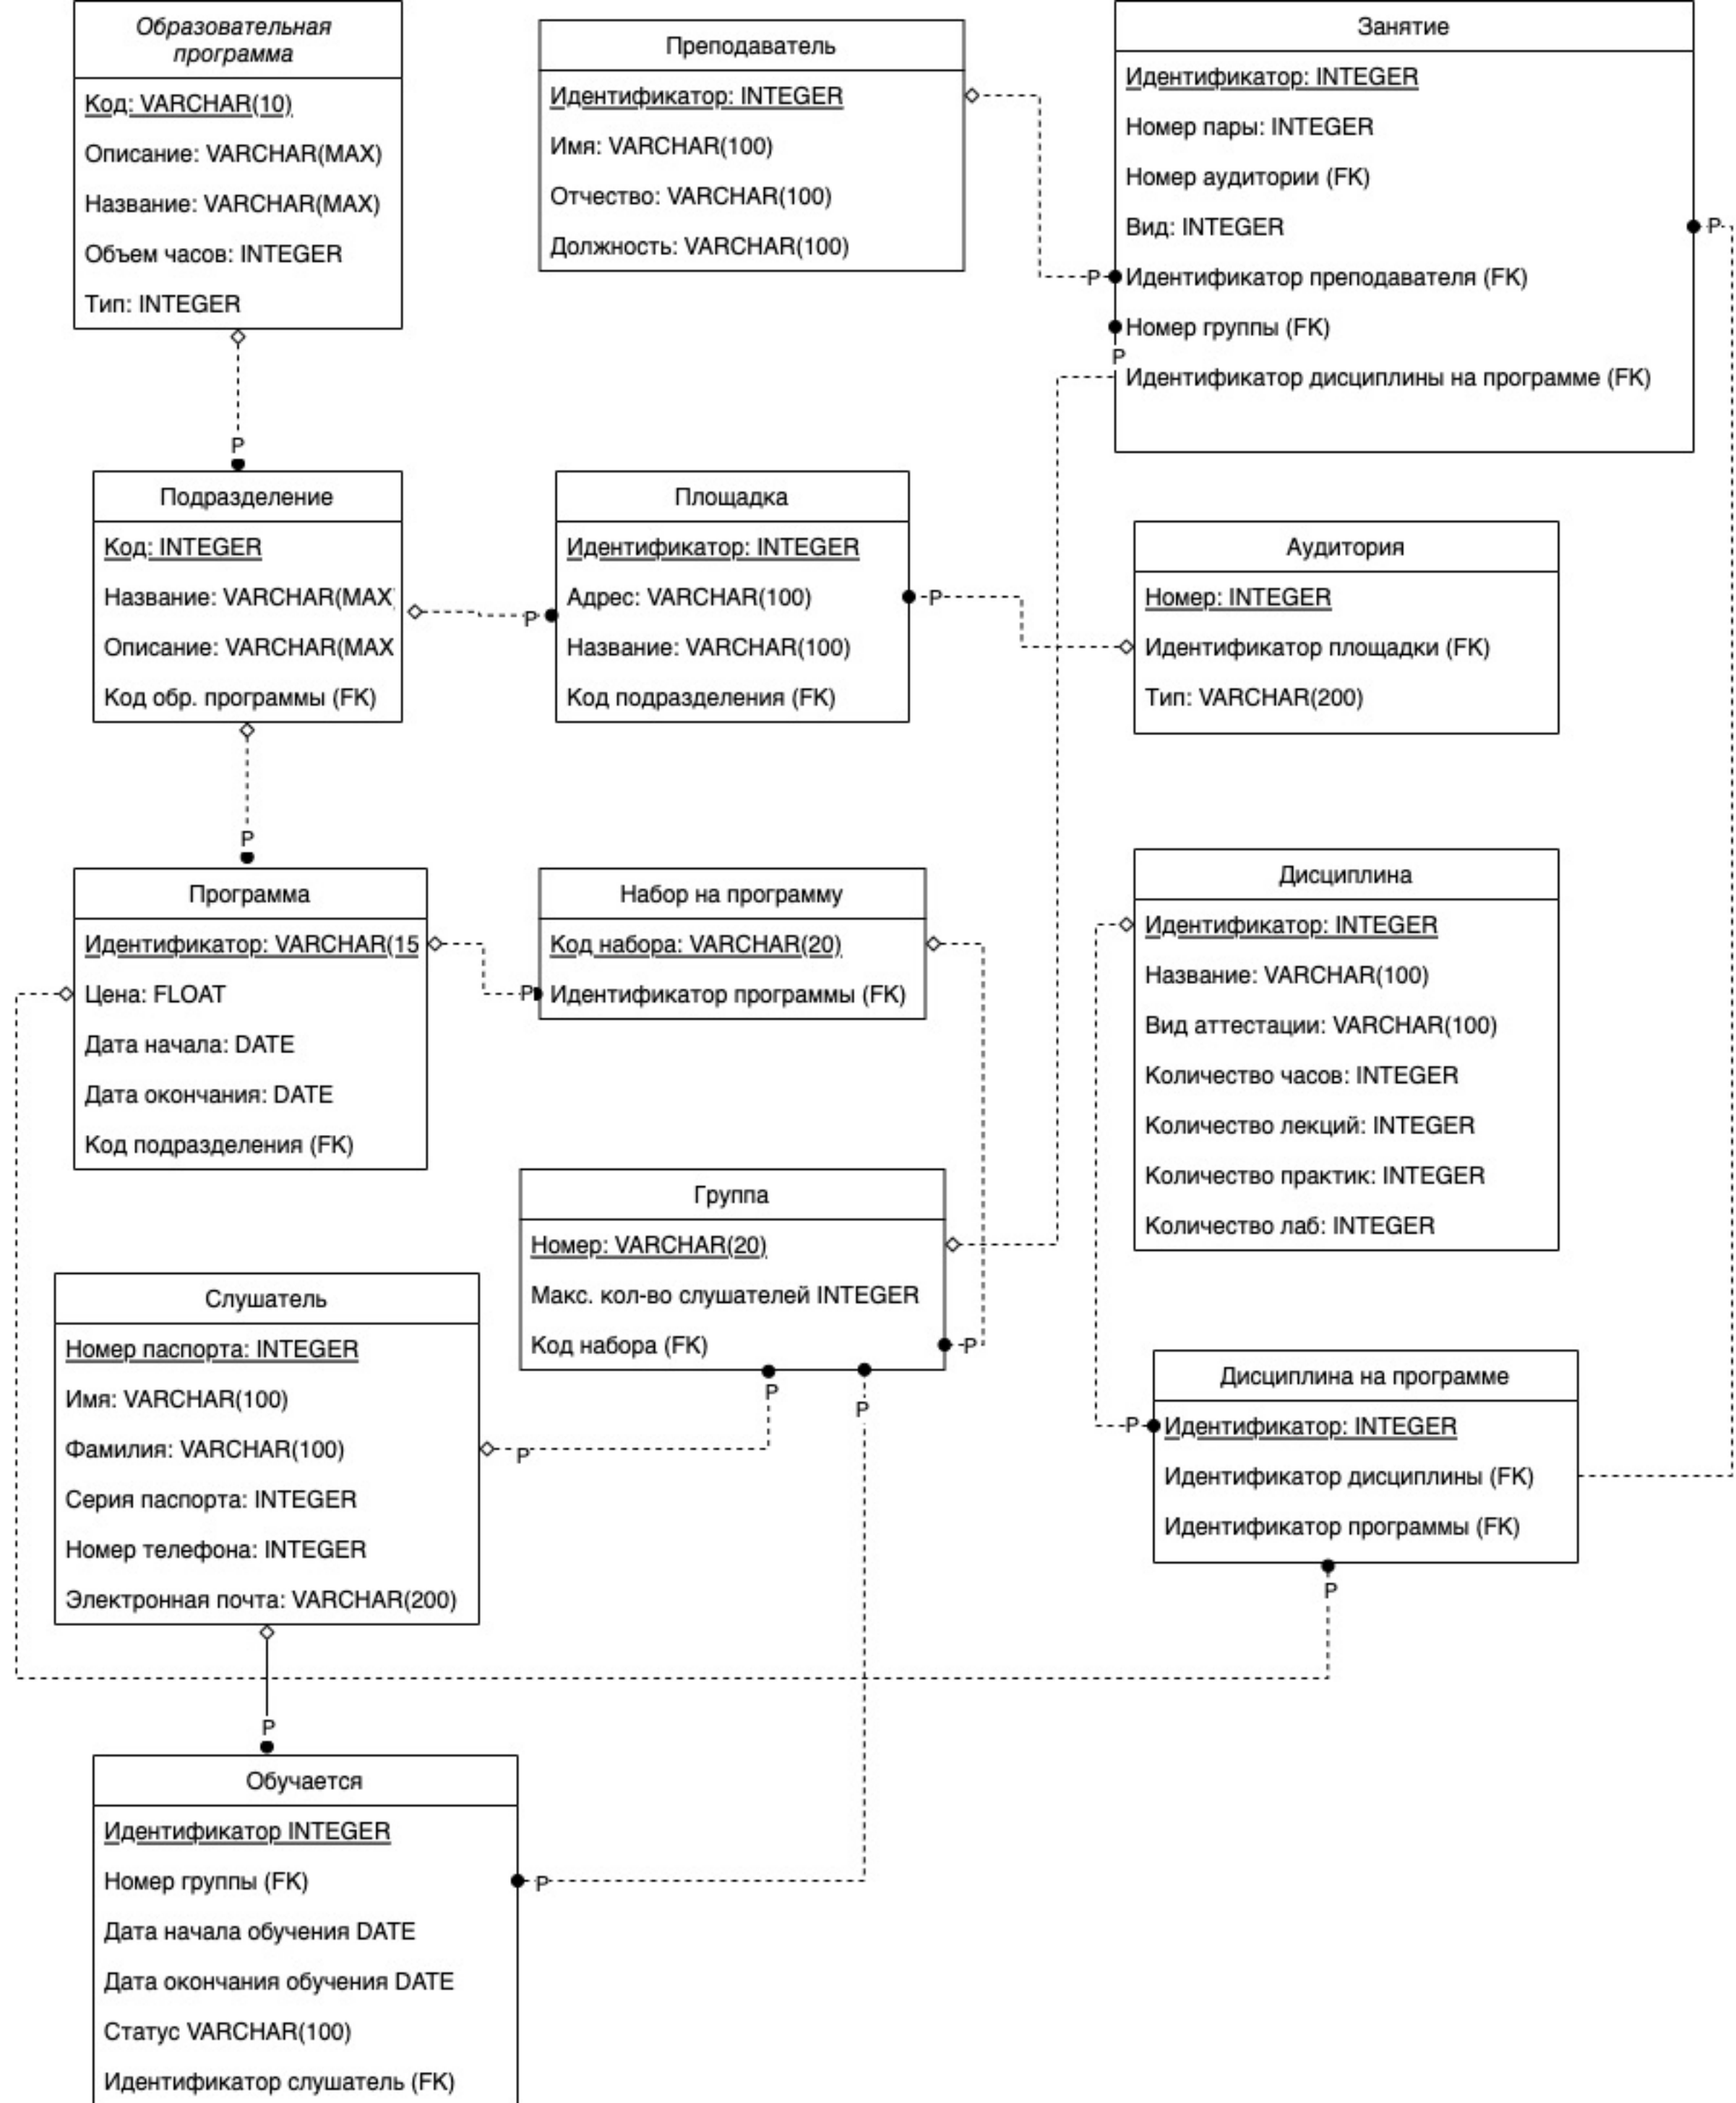 Образовательная
программа
Код: VARCHAR(10)
Описание: VARCHAR(MAX)
Название: VARCHAR(MAX)
Объем часов: INTEGER
Тип: INTEGER
Преподаватель
Идентификатор: INTEGER
Имя: VARCHAR(100)
Отчество: VARCHAR(100)
Должность: VARCHAR(100)
Занятие
Идентификатор: INTEGER
Номер пары: INTEGER
Номер аудитории (FK)
Вид: INTEGER
Идентификатор преподавателя (FK)
Номер группы (FK)
Идентификатор дисциплины на программе (FK)
P
P
P
P
Подразделение
Код: INTEGER
Название: VARCHAR(MAX)
Описание: VARCHAR(MAX
Код обр. программы (FK)
P
Площадка
Идентификатор: INTEGER
Адрес: VARCHAR(100)
Название: VARCHAR(100)
Код подразделения (FK)
P
Аудитория
Номер: INTEGER
Идентификатор площадки (FK)
Тип: VARCHAR(200)
P
Программа
Идентификатор: VARCHAR(15
Цена: FLOAT
Дата начала: DATE
Дата окончания: DATE
Код подразделения (FK)
P
Набор на программу
Код набора: VARCHAR(20)
Идентификатор программы (FK)
Дисциплина
Идентификатор: INTEGER
Название: VARCHAR(100)
Вид аттестации: VARCHAR(100)
Количество часов: INTEGER
Количество лекций: INTEGER
Количество практик: INTEGER
Количество лаб: INTEGER
Группа
Номер: VARCHAR(20)
Макс. кол-во слушателей INTEGER
Код набора (FK)
P
P
P
P
Слушатель
Номер паспорта: INTEGER
Имя: VARCHAR(100)
Фамилия: VARCHAR(100)
Серия паспорта: INTEGER
Номер телефона: INTEGER
Электронная почта: VARCHAR(200)
P
Дисциплина на программе
Идентификатор: INTEGER
Идентификатор дисциплины (FK)
Идентификатор программы (FK)
P
P
Обучается
Идентификатор INTEGER
Номер группы (FK)
Дата начала обучения DATE
Дата окончания обучения DATE
Статус VARCHAR(100)
Идентификатор слушатель (FK)
P